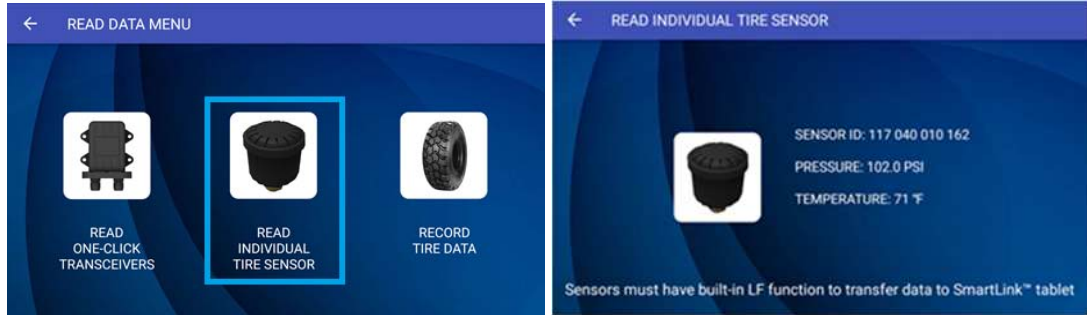 READ DATA MENU
READ
ONE-CLICK
TRANSCEIVERS
READ
INDIVIDUAL
TIRE SENSOR
RECORD
TIRE DATA
READ INDIVIDUAL TIRE SENSOR
SENSOR ID: 117 040 010 162
PRESSURE: 102.0 PSI
TEMPERATURE: 71 °F
Sensors must have built-in LF function to transfer data to SmartLink™ tablet